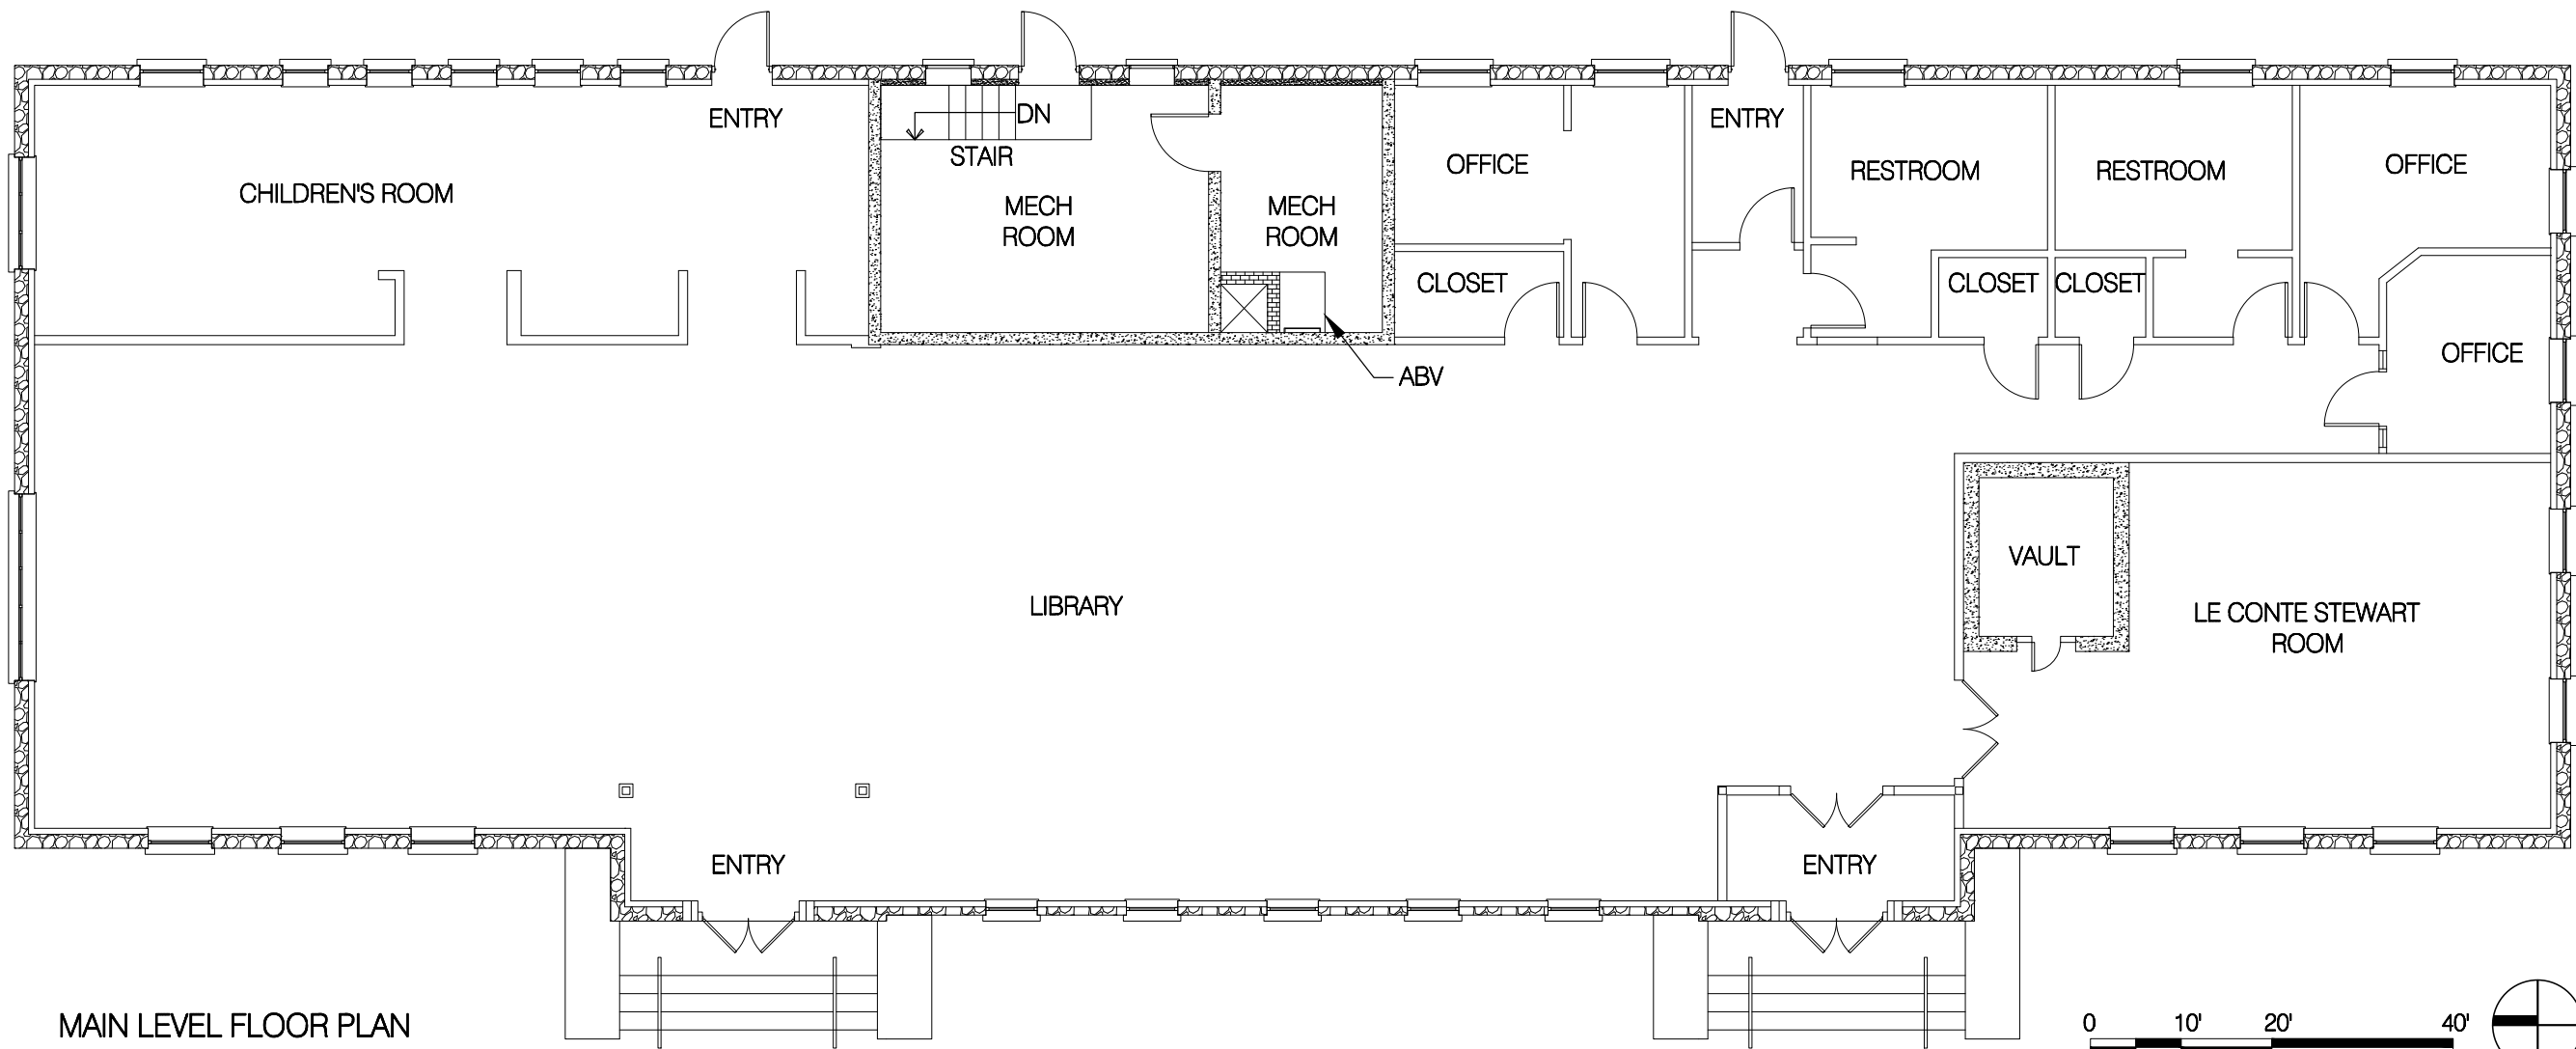 ENTRY
DN
STAIR
CHILDREN'S ROOM
MECH
ROOM
MECH
ROOM
OFFICE
ENTRY
RESTROOM
RESTROOM
OFFICE
CLOSET
CLOSET
CLOSET
OFFICE
ABV
VAULT
LIBRARY
LE CONTE STEWART
ROOM
ENTRY
ENTRY
MAIN LEVEL FLOOR PLAN
0 10' 20' 40'